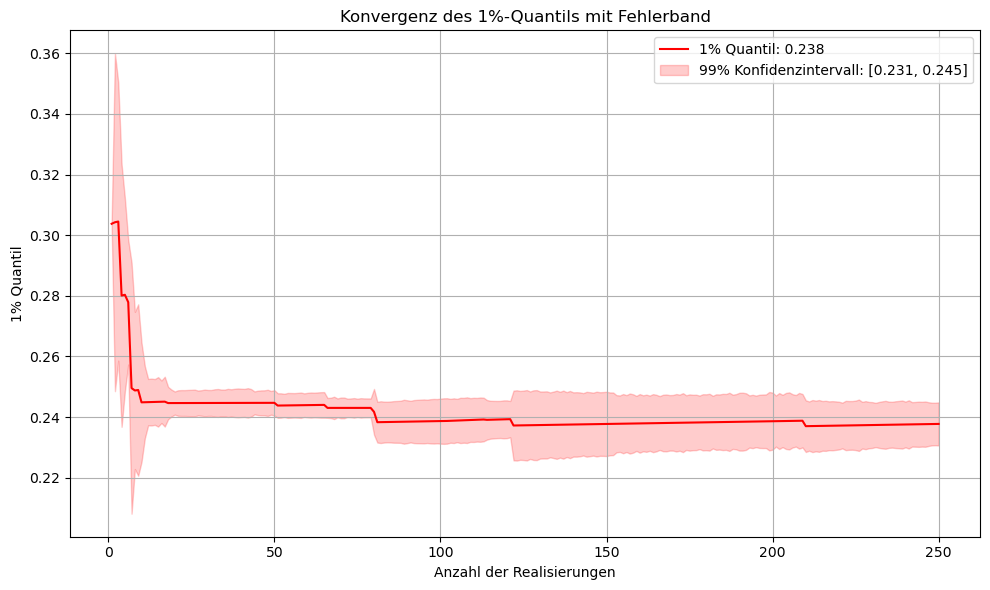 Konvergenz des 1%-Quantils mit Fehlerband
1% Quantil: 0.238
99% Konfidenzintervall: [0.231, 0.245]
0.36
0.34
0.32
0.30
0.28
0.26
0.24
0.22
1% Quantil
0
50
100
150
200
250
Anzahl der Realisierungen